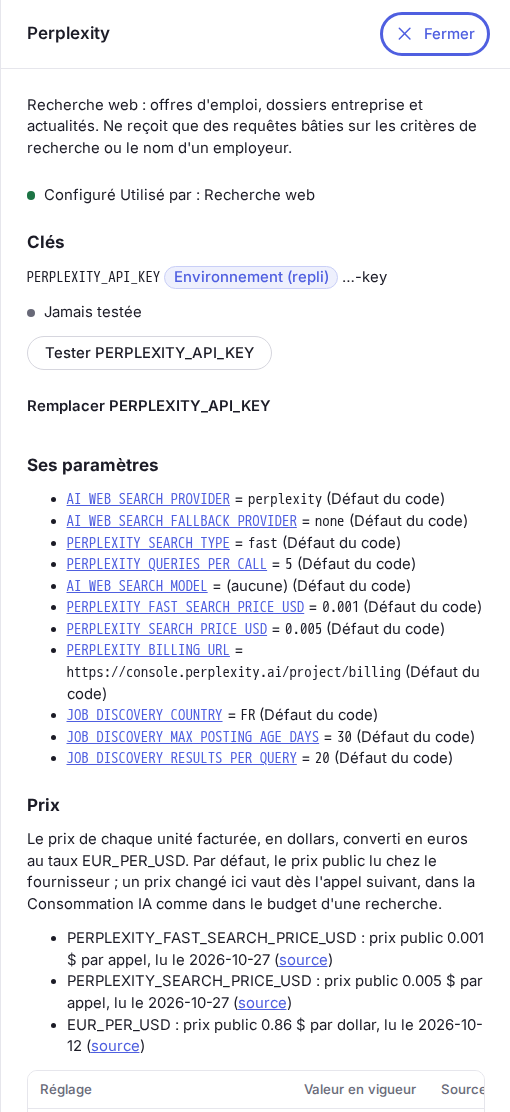 Perplexity
Fermer
Recherche web : offres d'emploi, dossiers entreprise et
actualités. Ne reçoit que des requêtes bâties sur les critères de
recherche ou le nom d'un employeur.
Configuré Utilisé par : Recherche web
Clés
PERPLEXITY_API_KEY Environnement (repli) …-key
Jamais testée
Tester PERPLEXITY_API_KEY
Remplacer PERPLEXITY_API_KEY
Ses paramètres
AI_WEB_SEARCH_PROVIDER = perplexity (Défaut du code)
AI_WEB_SEARCH_FALLBACK_PROVIDER = none (Défaut du code)
PERPLEXITY_SEARCH_TYPE = fast (Défaut du code)
PERPLEXITY_QUERIES_PER_CALL = 5 (Défaut du code)
AI_WEB_SEARCH_MODEL = (aucune) (Défaut du code)
PERPLEXITY_FAST_SEARCH_PRICE_USD = 0.001 (Défaut du code)
PERPLEXITY_SEARCH_PRICE_USD = 0.005 (Défaut du code)
PERPLEXITY_BILLING_URL =
https://console.perplexity.ai/project/billing (Défaut du
code)
JOB_DISCOVERY_COUNTRY = FR (Défaut du code)
JOB_DISCOVERY_MAX_POSTING_AGE_DAYS = 30 (Défaut du code)
JOB_DISCOVERY_RESULTS_PER_QUERY = 20 (Défaut du code)
Prix
Le prix de chaque unité facturée, en dollars, converti en euros
au taux EUR_PER_USD. Par défaut, le prix public lu chez le
fournisseur ; un prix changé ici vaut dès l'appel suivant, dans la
Consommation IA comme dans le budget d'une recherche.
PERPLEXITY_FAST_SEARCH_PRICE_USD : prix public 0.001
$ par appel, lu le 2026-10-27 (source)
PERPLEXITY_SEARCH_PRICE_USD : prix public 0.005 $ par
appel, lu le 2026-10-27 (source)
EUR_PER_USD : prix public 0.86 $ par dollar, lu le 2026-10-
12 (source)
Réglage Valeur en vigueur Source